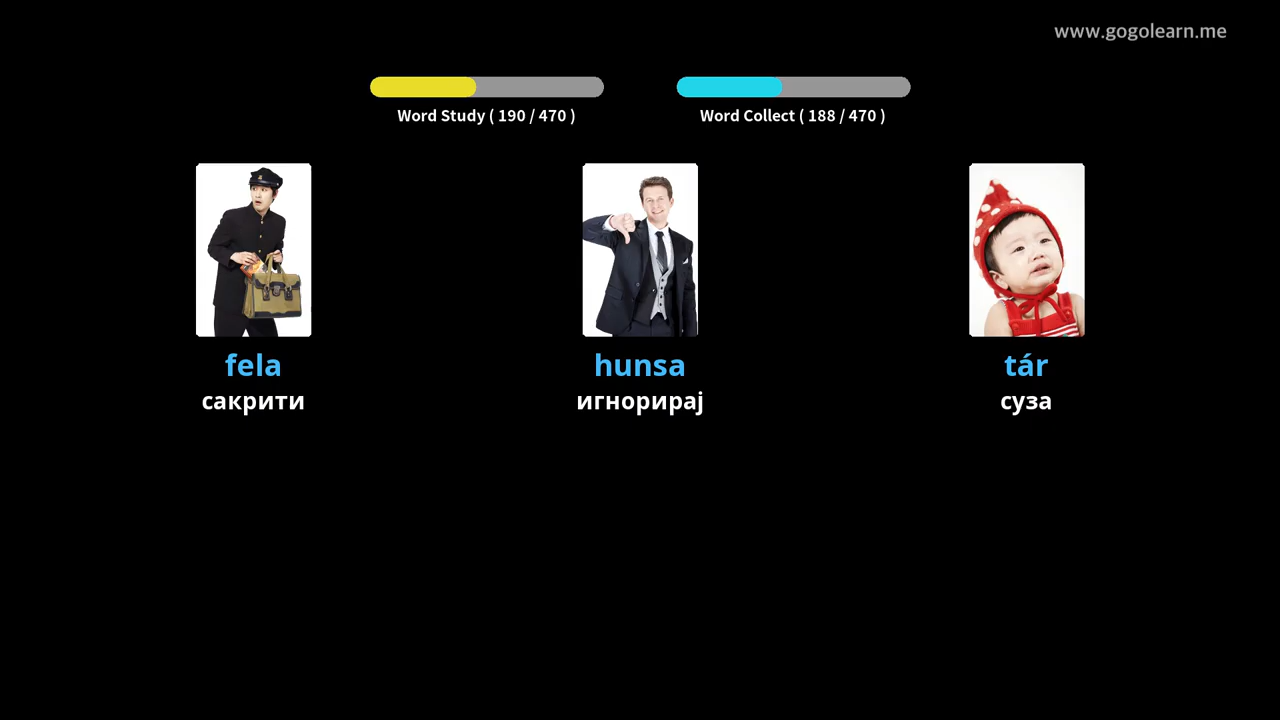 www.gogolearn.me
Word Study ( 190 / 470 )
Word Collect ( 188 / 470 )
fela
hunsa
tár
сакрити
игнорирај
суза